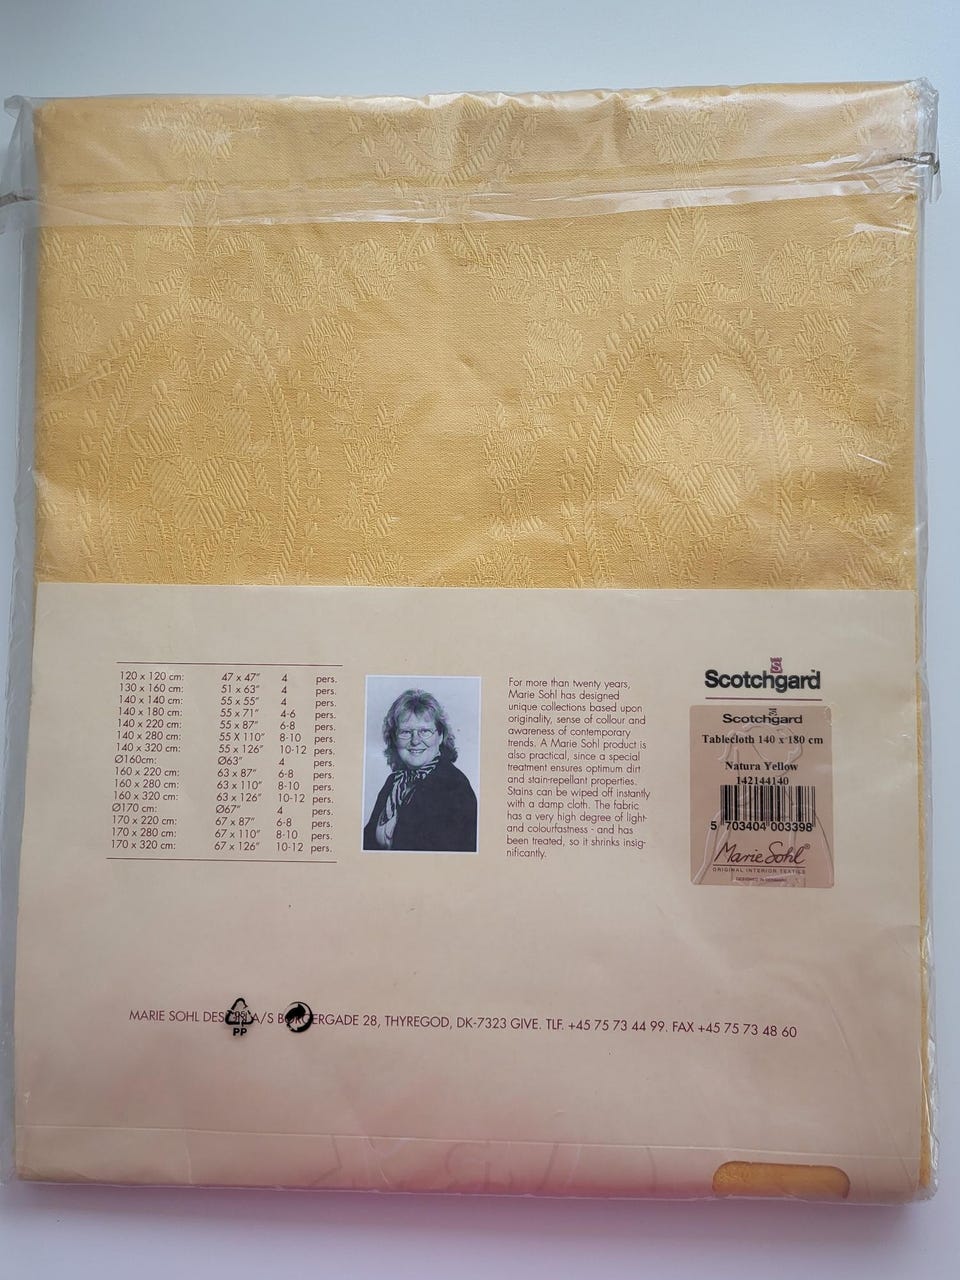 120 x 120 cm: 47 x 47" 4 pers.
130 x 160 cm: 51 x 63" 4 pers.
140 x 140 cm: 55 x 55" 4 pers.
140 x 180 cm: 55 x 71" 4-6 pers.
140 x 220 cm: 55 x 87" 6-8 pers.
140 x 280 cm: 55 X 110" 8-10 pers.
140 x 320 cm: 55 x 126" 10-12 pers.
Ø160cm: Ø63" 4 pers.
160 x 220 cm: 63 x 87" 6-8 pers.
160 x 280 cm: 63 x 110" 8-10 pers.
160 x 320 cm: 63 x 126" 10-12 pers.
Ø170 cm: Ø67" 4 pers.
170 x 220 cm: 67 x 87" 6-8 pers.
170 x 280 cm: 67 x 110" 8-10 pers.
170 x 320 cm: 67 x 126" 10-12 pers.
For more than twenty years,
Marie Sohl has designed
unique collections based upon
originality, sense of colour and
awareness of contemporary
trends. A Marie Sohl product is
also practical, since a special
treatment ensures optimum dirt
and stain-repellant properties.
Stains can be wiped off instantly
with a damp cloth. The fabric
has a very high degree of light-
and colourfastness - and has
been treated, so it shrinks insig-
nificantly.
S
Scotchgard™
3M
Scotchgard
Tablecloth 140 x 180 cm
Natura Yellow
142144140
5 703404 003398
Marie Sohl®
ORIGINAL INTERIOR TEXTILE
DESIGNED IN DENMARK
MARIE SOHL DESIGN A/S BORGERGADE 28, THYREGOD, DK-7323 GIVE. TLF. +45 75 73 44 99. FAX +45 75 73 48 60
PP